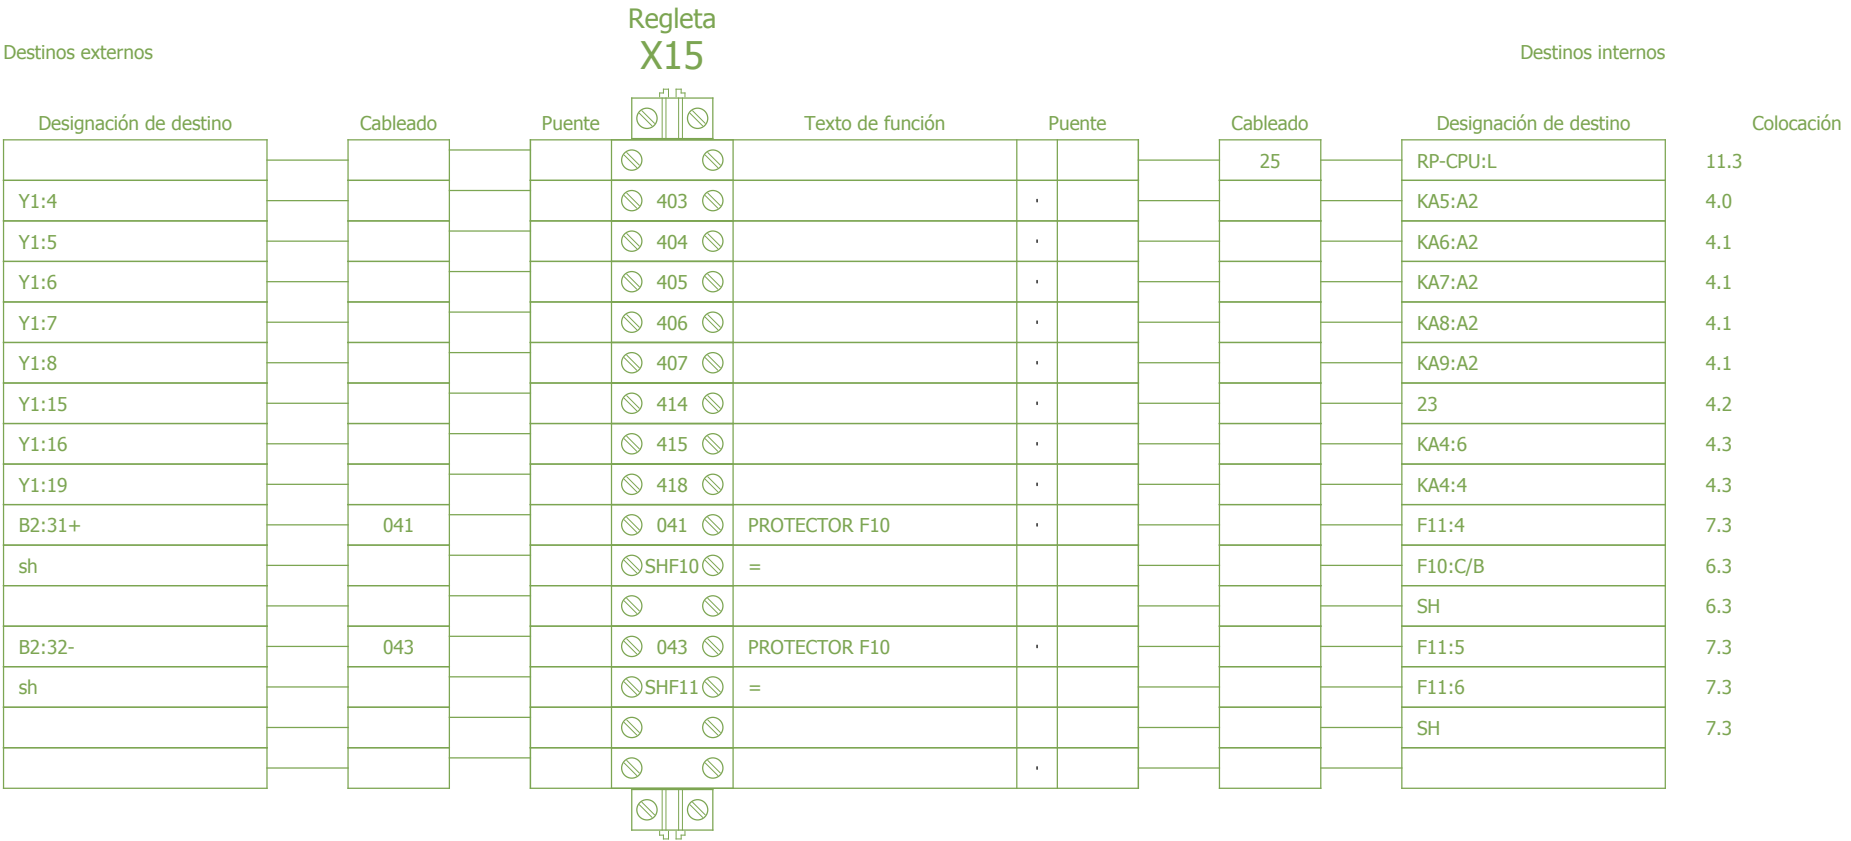 Regleta
X15
Destinos externos
Destinos internos
Designación de destino Cableado Puente Texto de función Puente Cableado Designación de destino Colocación
25 RP-CPU:L 11.3
Y1:4 403 KA5:A2 4.0
Y1:5 404 KA6:A2 4.1
Y1:6 405 KA7:A2 4.1
Y1:7 406 KA8:A2 4.1
Y1:8 407 KA9:A2 4.1
Y1:15 414 23 4.2
Y1:16 415 KA4:6 4.3
Y1:19 418 KA4:4 4.3
B2:31+ 041 041 PROTECTOR F10 F11:4 7.3
sh SHF10 = F10:C/B 6.3
SH 6.3
B2:32- 043 043 PROTECTOR F10 F11:5 7.3
sh SHF11 = F11:6 7.3
SH 7.3